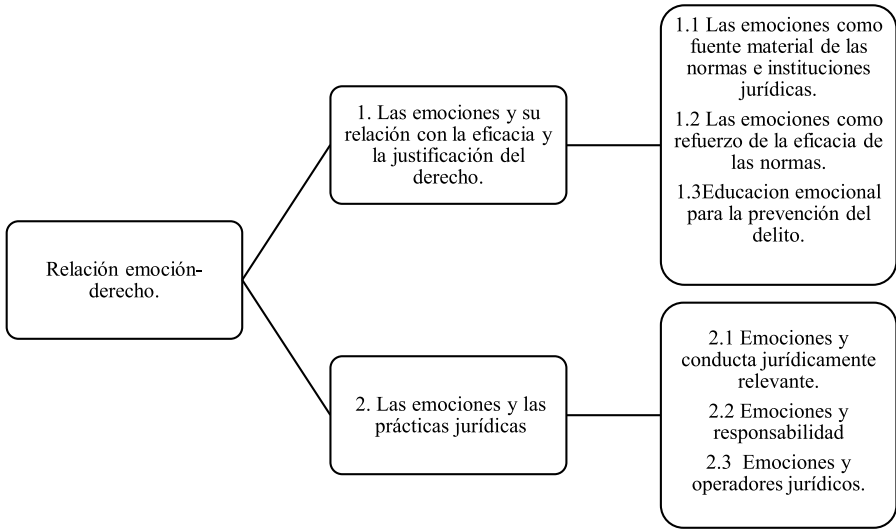 Relación emoción-
derecho.
1. Las emociones y su
relación con la eficacia y
la justificación del
derecho.
1.1 Las emociones como
fuente material de las
normas e instituciones
jurídicas.
1.2 Las emociones como
refuerzo de la eficacia de
las normas.
1.3Educacion emocional
para la prevención del
delito.
2. Las emociones y las
prácticas jurídicas
2.1 Emociones y
conducta jurídicamente
relevante.
2.2 Emociones y
responsabilidad
2.3 Emociones y
operadores jurídicos.